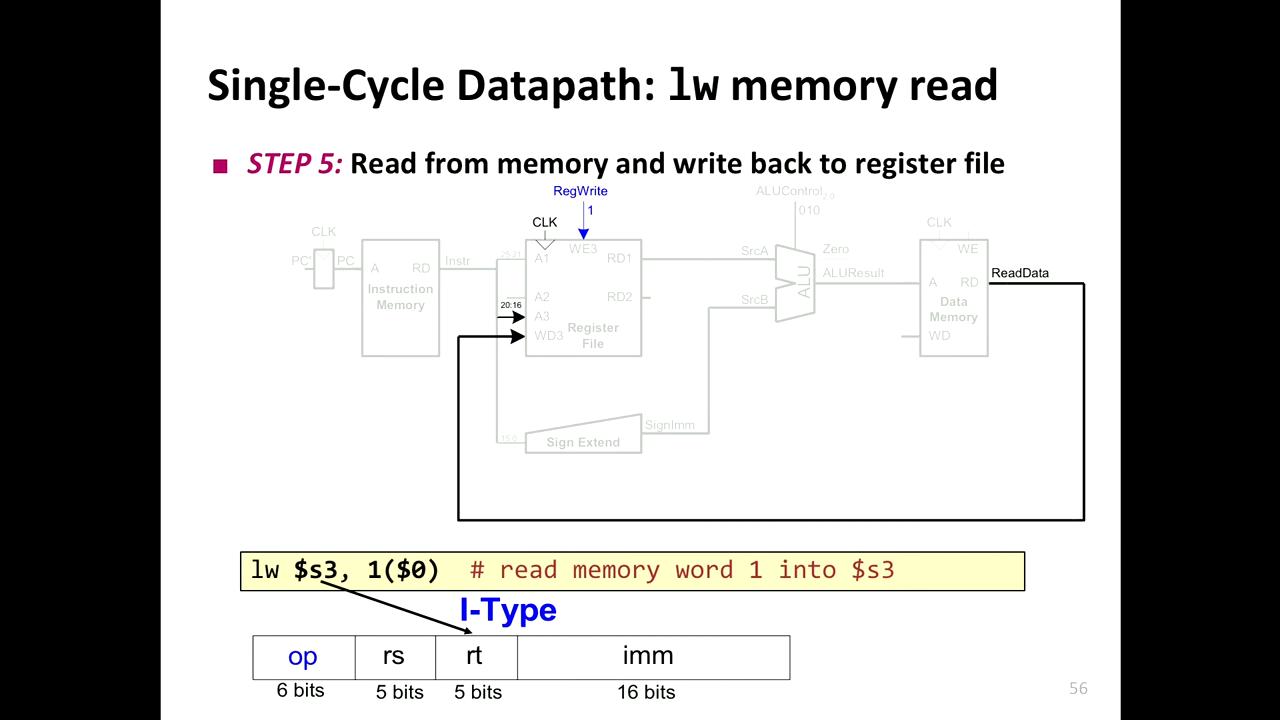 Single-Cycle Datapath: lw memory read
STEP 5: Read from memory and write back to register file
RegWrite
ALUControl2:0
1
010
CLK
CLK
CLK
WE3
WE
PC'
PC
A
RD
Instr
25:21
A1
RD1
SrcA
Zero
ALUResult
ALU
A
RD
ReadData
Instruction
Memory
A2
RD2
SrcB
Data
Memory
20:16
A3
WD3
Register
File
WD
SignImm
15:0
Sign Extend
lw $s3, 1($0) # read memory word 1 into $s3
I-Type
op
rs
rt
imm
6 bits
5 bits
5 bits
16 bits
56